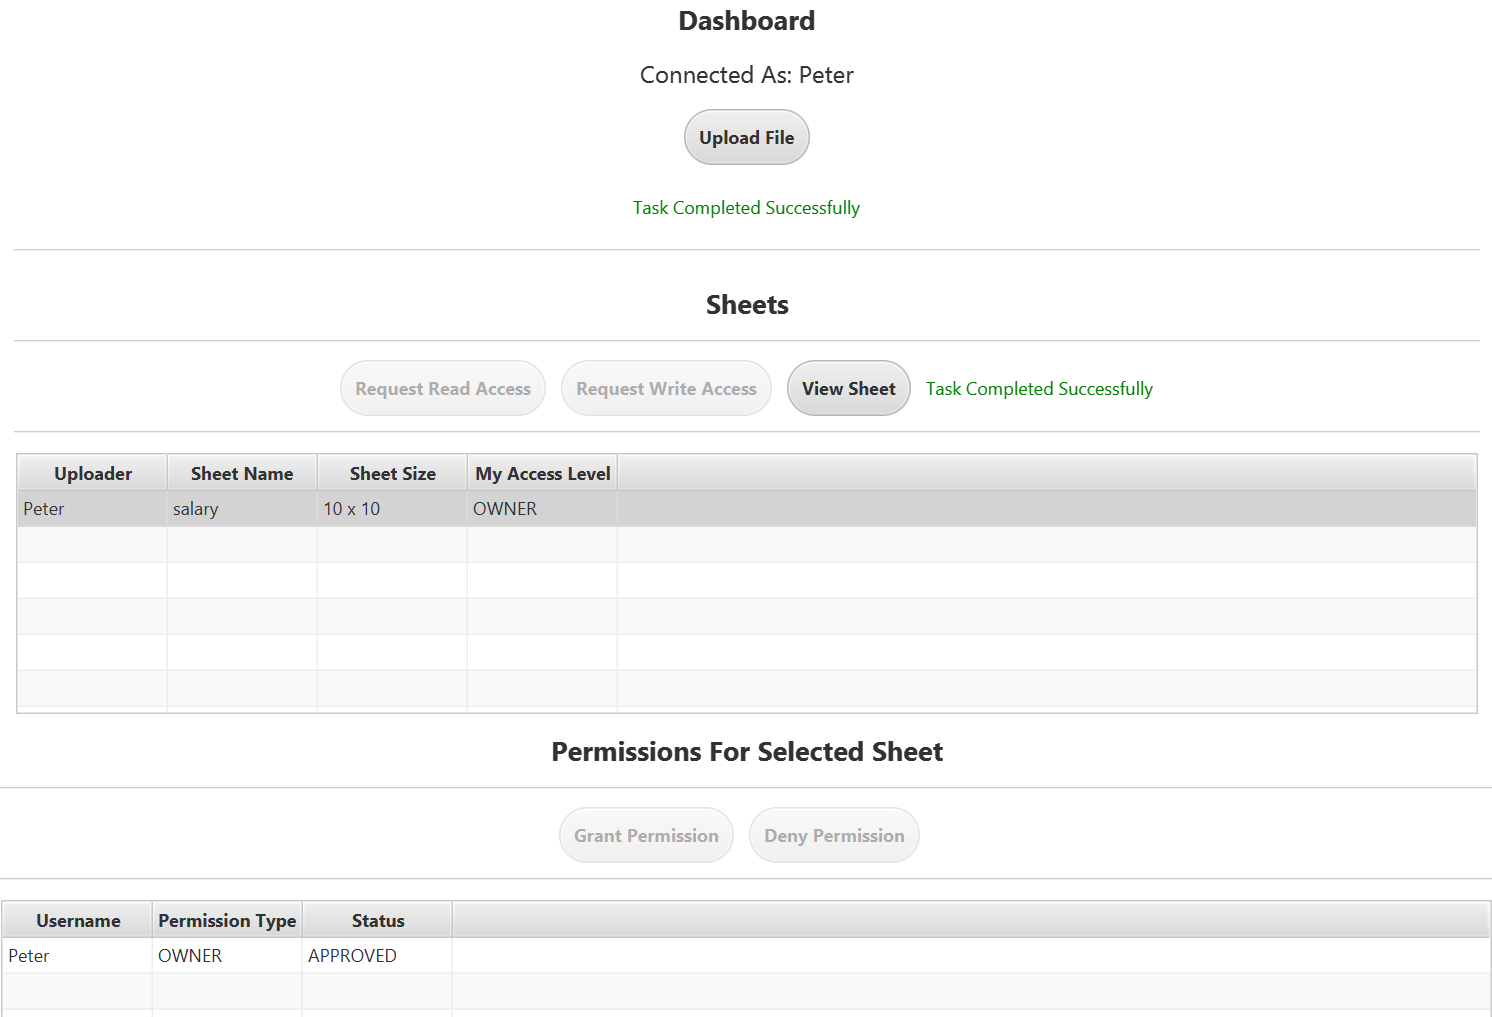 Dashboard
Connected As: Peter
Upload File
Task Completed Successfully
Sheets
Request Read Access Request Write Access View Sheet Task Completed Successfully
Uploader Sheet Name Sheet Size My Access Level
Peter salary 10 x 10 OWNER
Permissions For Selected Sheet
Grant Permission Deny Permission
Username Permission Type Status
Peter OWNER APPROVED